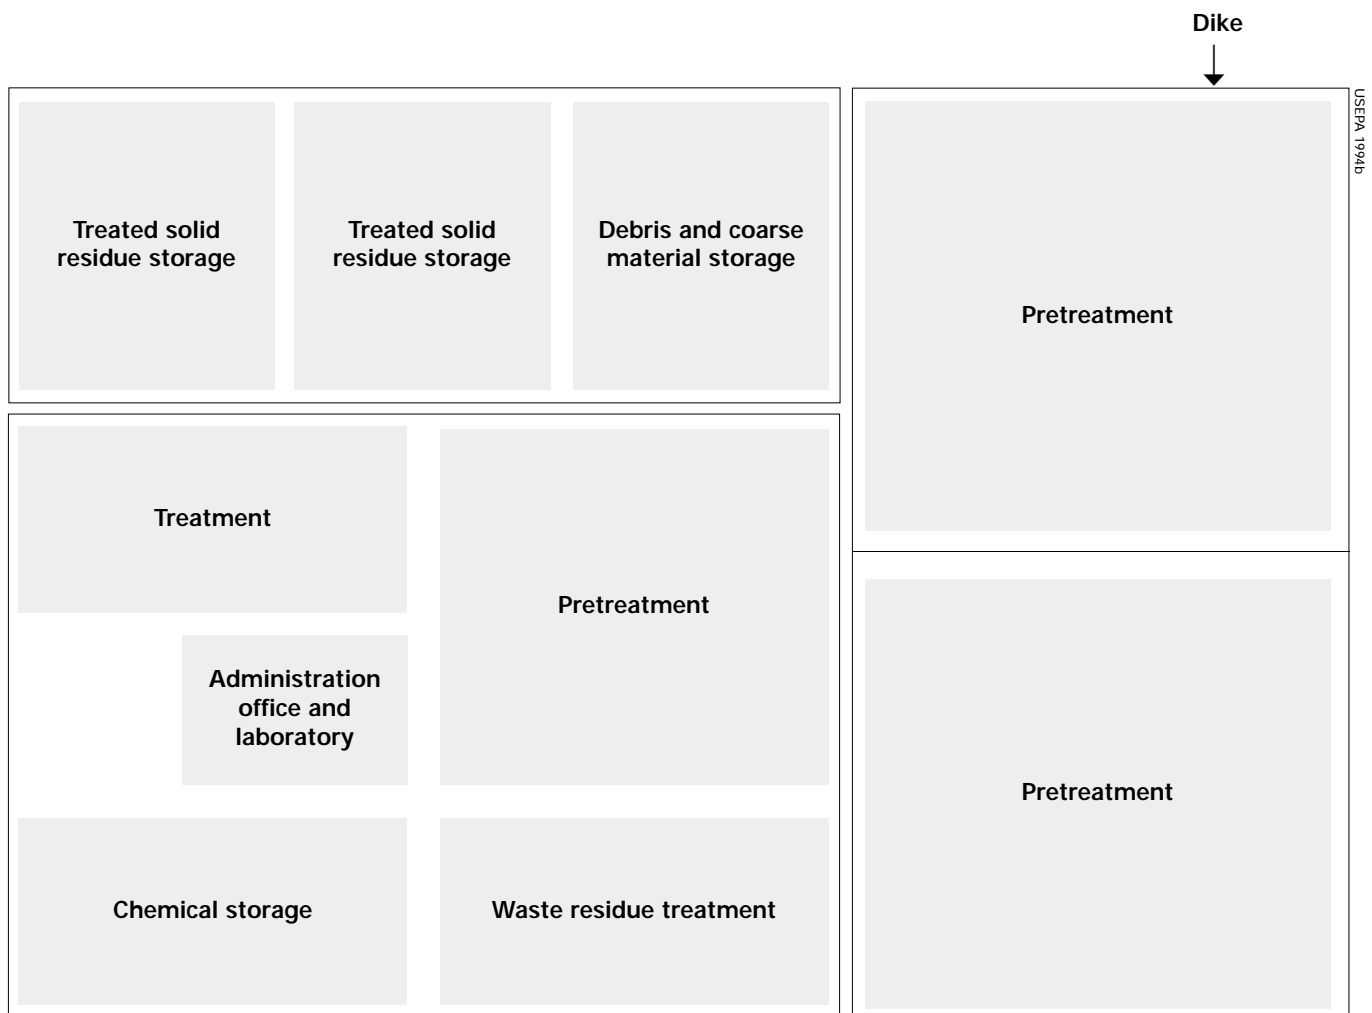 Dike
USEPA 1994b
Treated solid
residue storage
Treated solid
residue storage
Debris and coarse
material storage
Pretreatment
Treatment
Pretreatment
Administration
office and
laboratory
Pretreatment
Chemical storage
Waste residue treatment